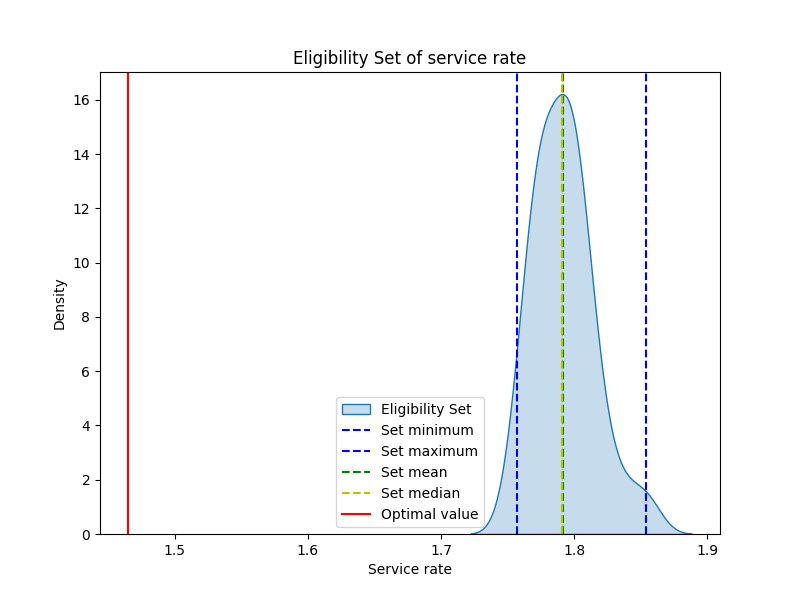 Eligibility Set of service rate
Density
16
14
12
10
8
6
4
2
0
Eligibility Set
Set minimum
Set maximum
Set mean
Set median
Optimal value
1.5 1.6 1.7 1.8 1.9
Service rate